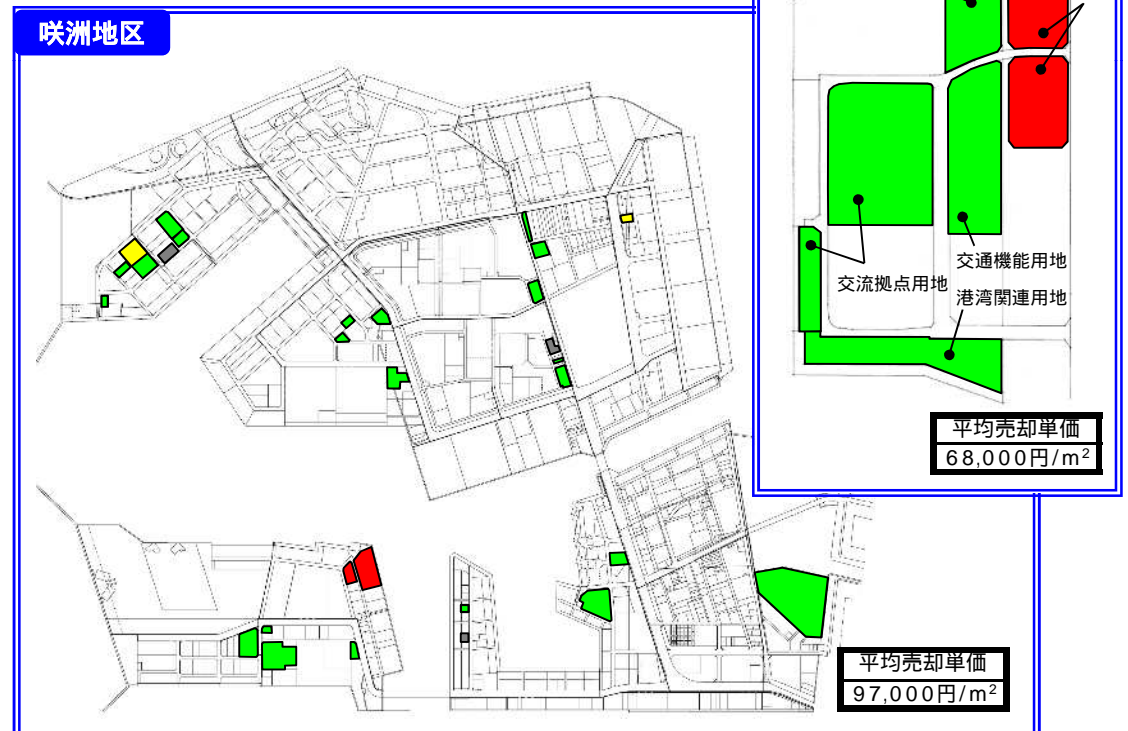 咲洲地区
交通機能用地
交流拠点用地
港湾関連用地
平均売却単価
68,000円/m²
平均売却単価
97,000円/m²